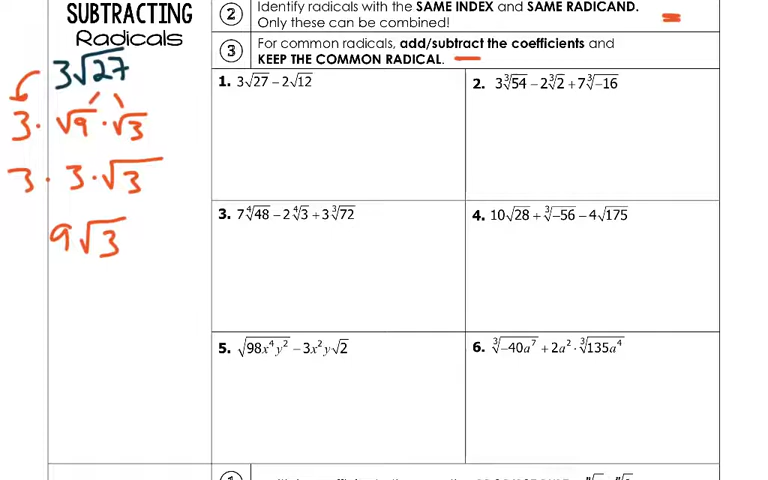 SUBTRACTING
Radicals
② Identify radicals with the SAME INDEX and SAME RADICAND.
Only these can be combined!
③ For common radicals, add/subtract the coefficients and
KEEP THE COMMON RADICAL.
3√27
3 · √9 · √3
3 · 3 · √3
9√3
1. 3√27 − 2√12
2. 3∛54 − 2∛2 + 7∛−16
3. 7∜48 − 2∜3 + 3∛72
4. 10√28 + ∛−56 − 4√175
5. √98x⁴y² − 3x²y√2
6. ∛−40a⁷ + 2a² · ∛135a⁴